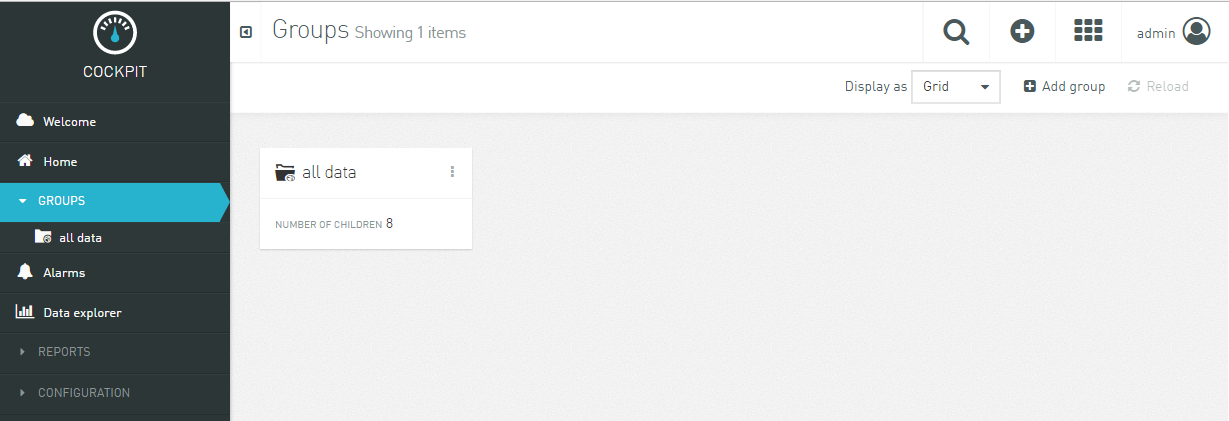 COCKPIT
Welcome
Home
GROUPS
all data
Alarms
Data explorer
REPORTS
CONFIGURATION
Groups Showing 1 items
admin
Display as Grid Add group Reload
all data
NUMBER OF CHILDREN 8